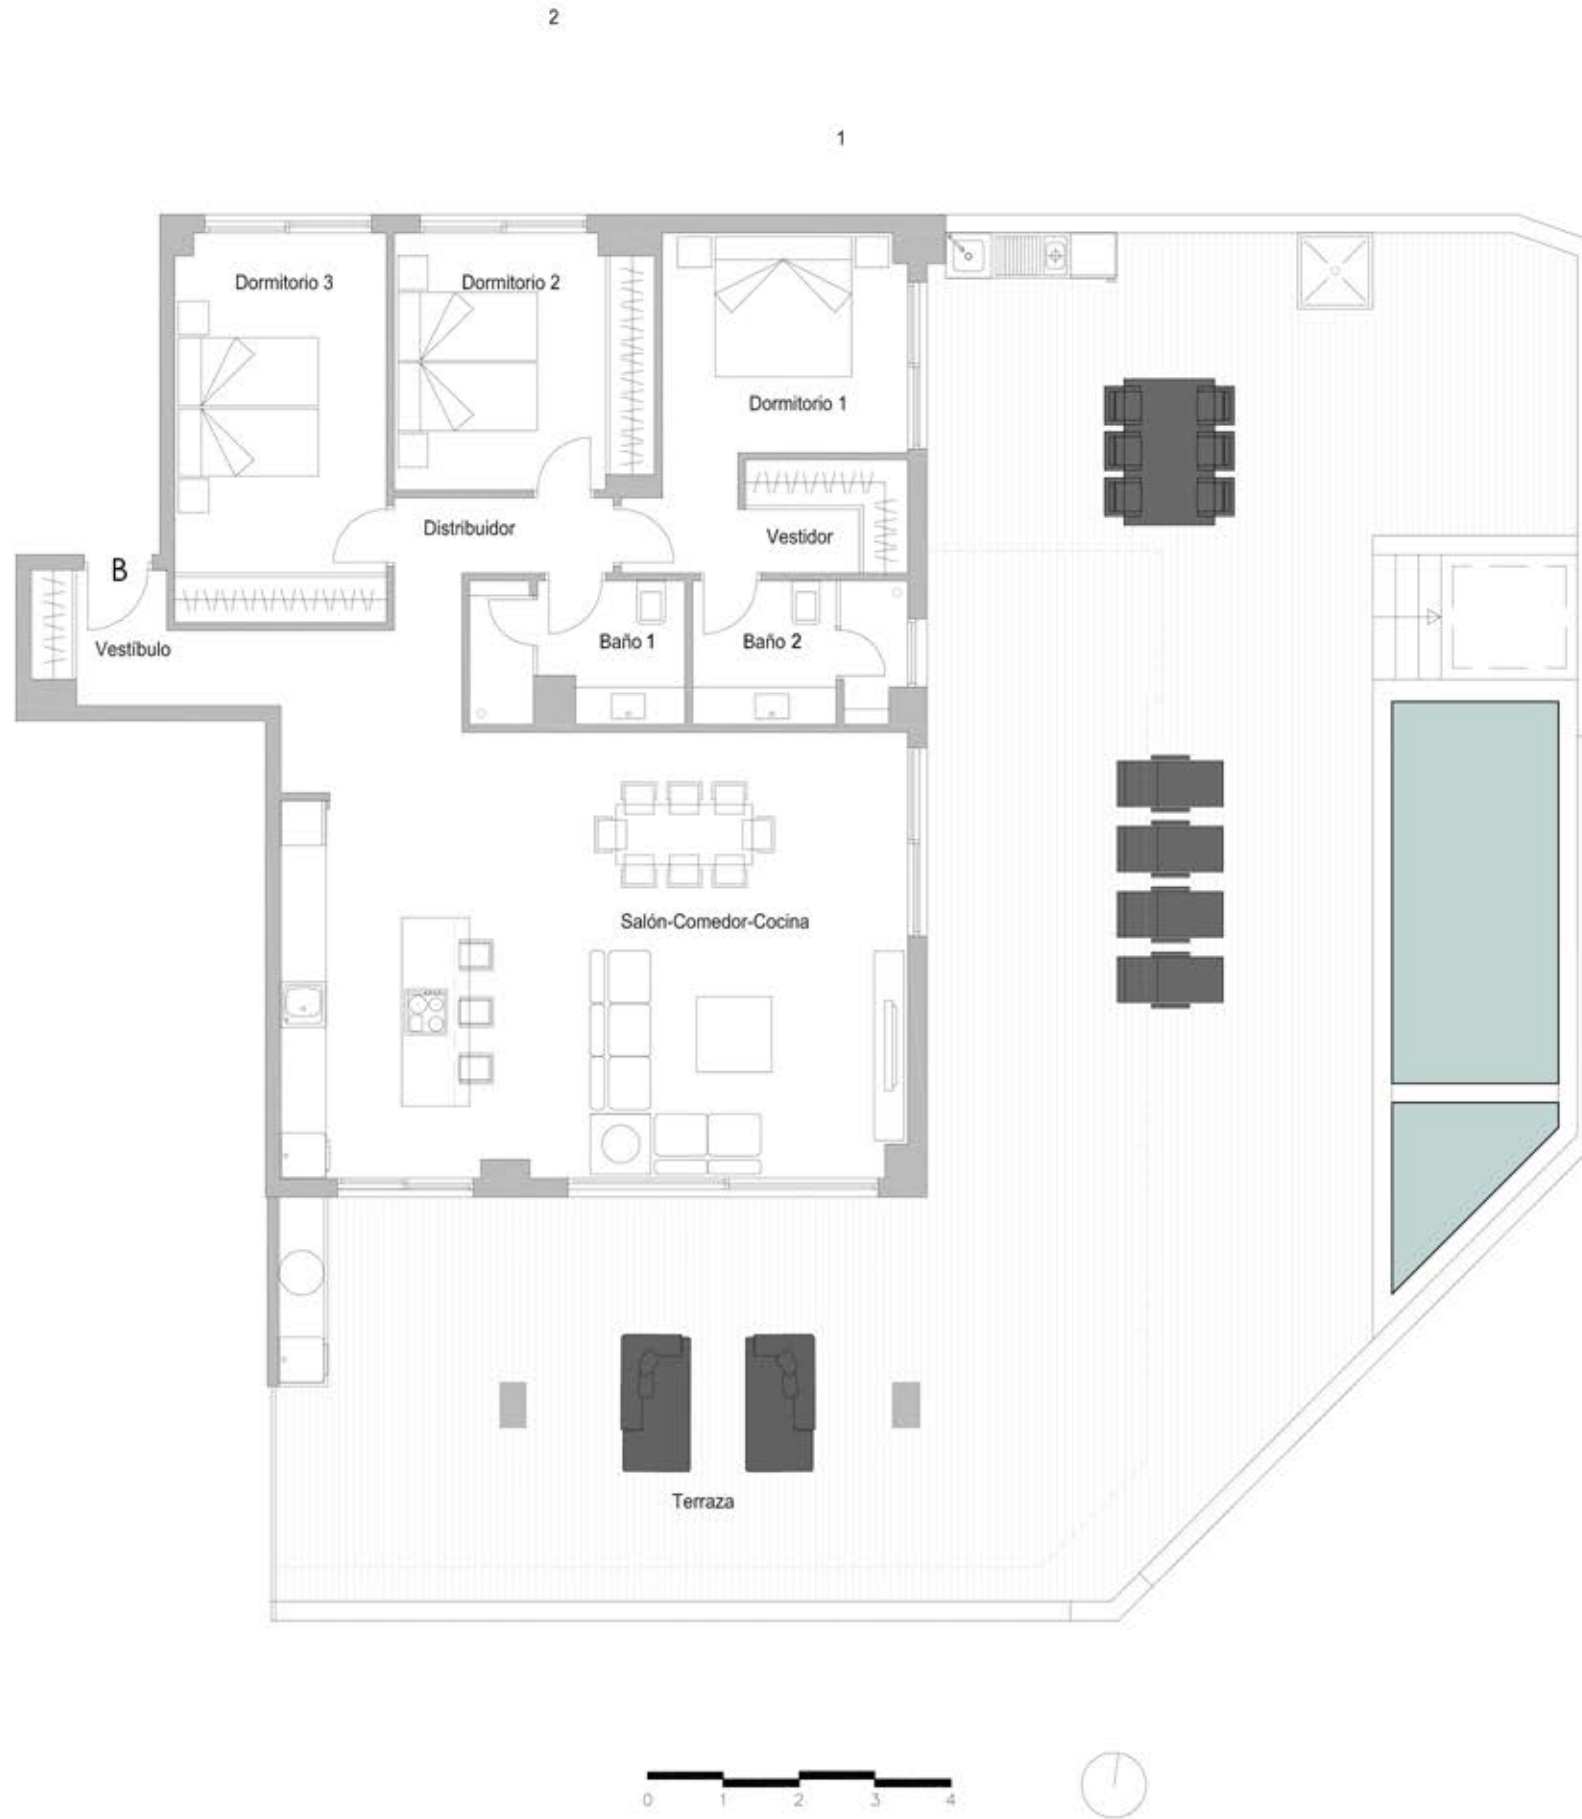 2
1
Dormitorio 3
Dormitorio 2
Dormitorio 1
Distribuidor
Vestidor
B
Vestíbulo
Baño 1
Baño 2
Salón-Comedor-Cocina
Terraza
0 1 2 3 4